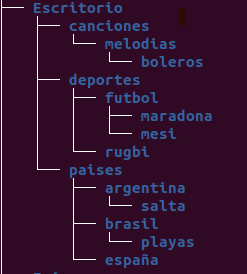 Escritorio
canciones
melodias
boleros
deportes
futbol
maradona
mesi
rugbi
paises
argentina
salta
brasil
playas
españa